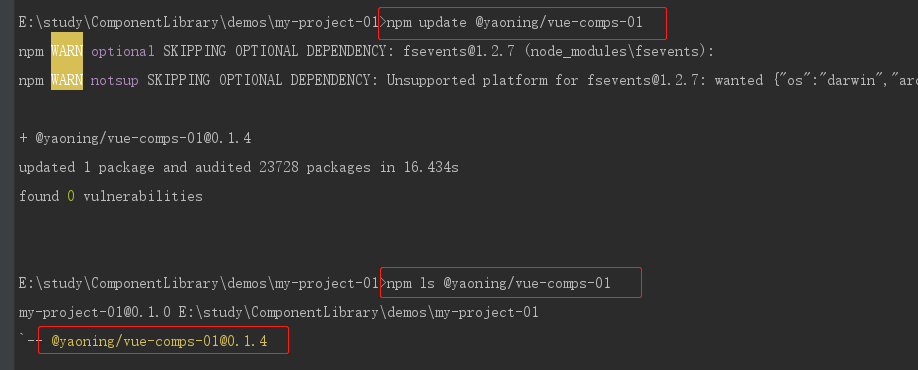 E:\study\ComponentLibrary\demos\my-project-01>npm update @yaoning/vue-comps-01
npm WARN optional SKIPPING OPTIONAL DEPENDENCY: fsevents@1.2.7 (node_modules\fsevents):
npm WARN notsup SKIPPING OPTIONAL DEPENDENCY: Unsupported platform for fsevents@1.2.7: wanted {"os":"darwin","arc
+ @yaoning/vue-comps-01@0.1.4
updated 1 package and audited 23728 packages in 16.434s
found 0 vulnerabilities
E:\study\ComponentLibrary\demos\my-project-01>npm ls @yaoning/vue-comps-01
my-project-01@0.1.0 E:\study\ComponentLibrary\demos\my-project-01
`-- @yaoning/vue-comps-01@0.1.4